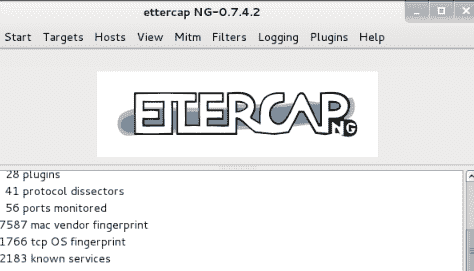 ettercap NG-0.7.4.2
Start Targets Hosts View Mitm Filters Logging Plugins Help
ETTERCAP
NG
28 plugins
41 protocol dissectors
56 ports monitored
7587 mac vendor fingerprint
1766 tcp OS fingerprint
2183 known services